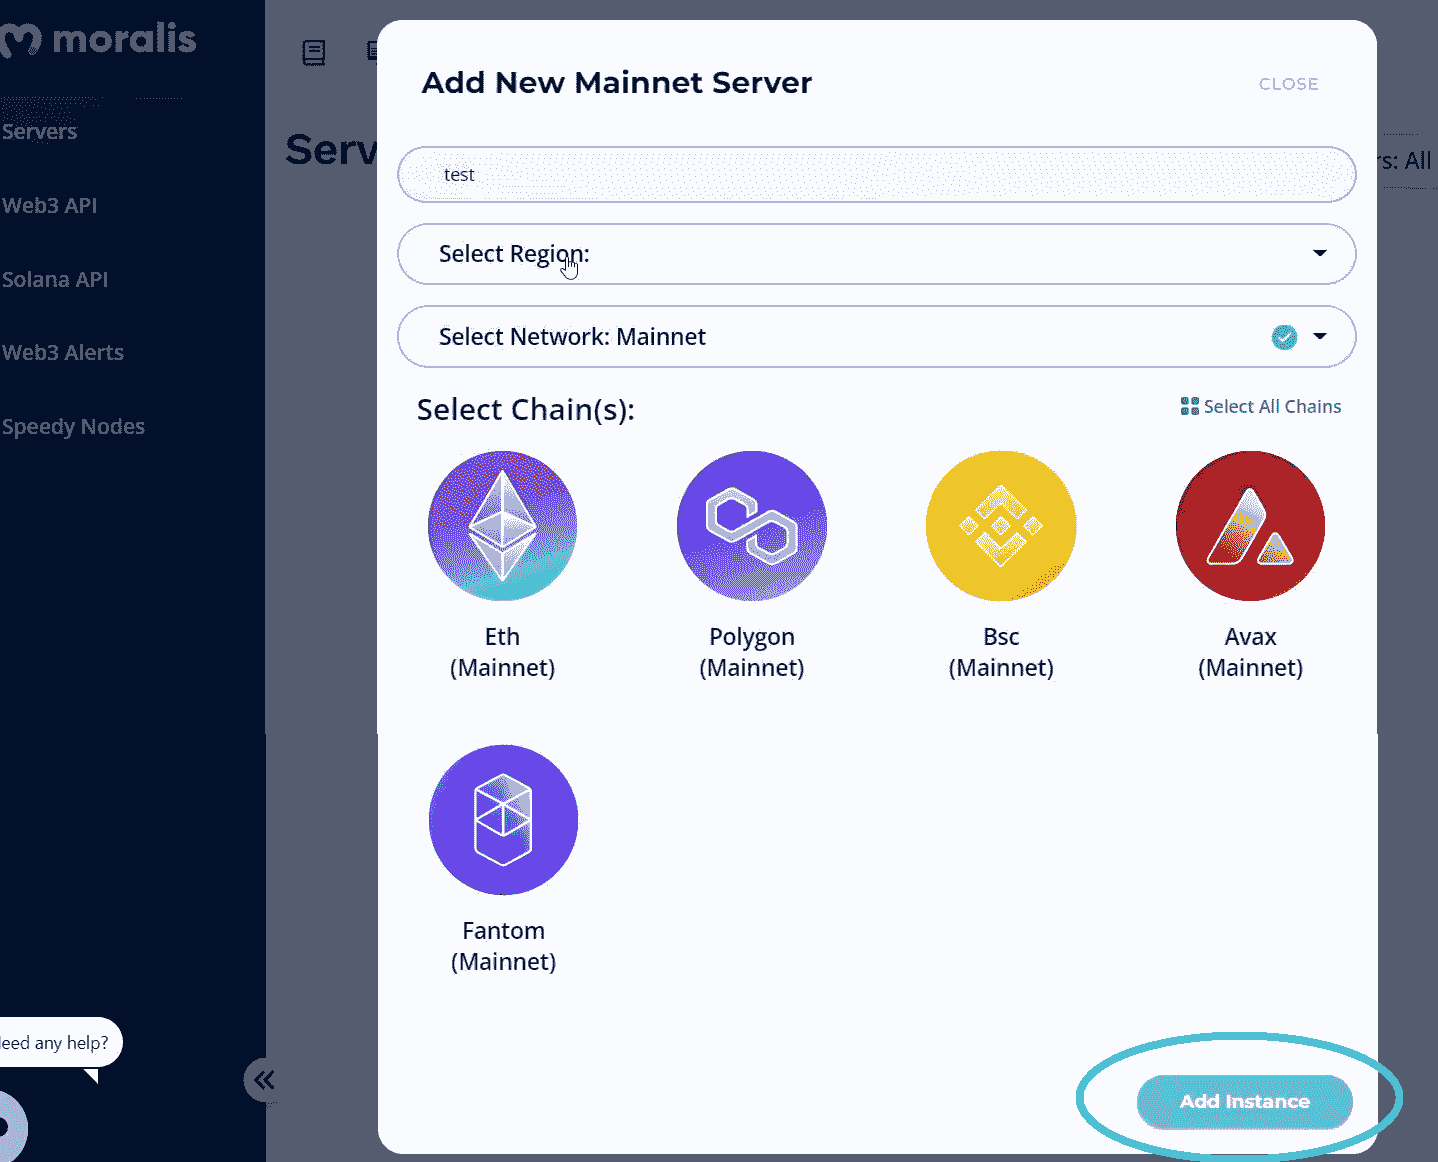 moralis
Servers
Web3 API
Solana API
Web3 Alerts
Speedy Nodes
need any help?
Serv
rs: All
Add New Mainnet Server
CLOSE
test
Select Region:
Select Network: Mainnet
Select Chain(s):
Select All Chains
Eth
(Mainnet)
Polygon
(Mainnet)
Bsc
(Mainnet)
Avax
(Mainnet)
Fantom
(Mainnet)
Add Instance